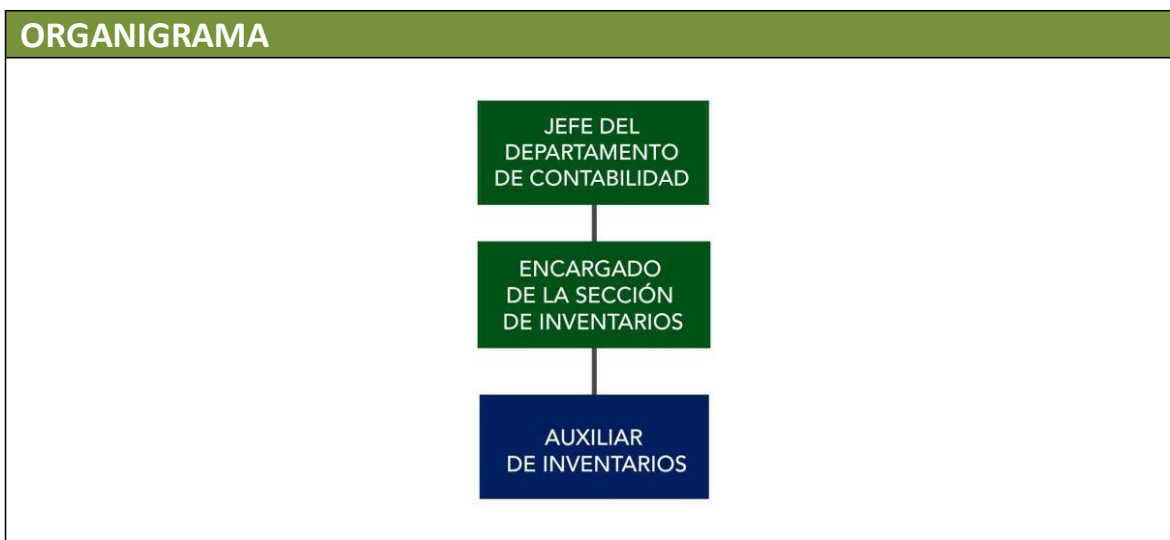 ORGANIGRAMA
JEFE DEL
DEPARTAMENTO
DE CONTABILIDAD
ENCARGADO
DE LA SECCIÓN
DE INVENTARIOS
AUXILIAR
DE INVENTARIOS